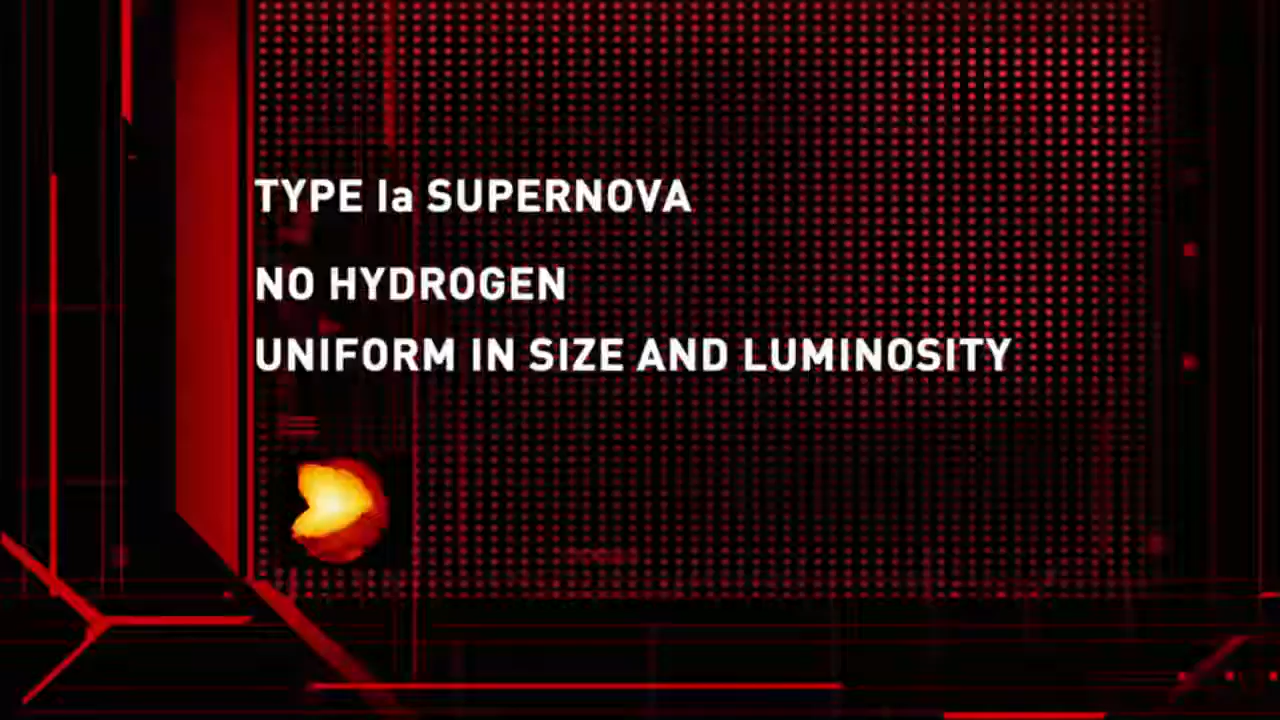 TYPE Ia SUPERNOVA
NO HYDROGEN
UNIFORM IN SIZE AND LUMINOSITY